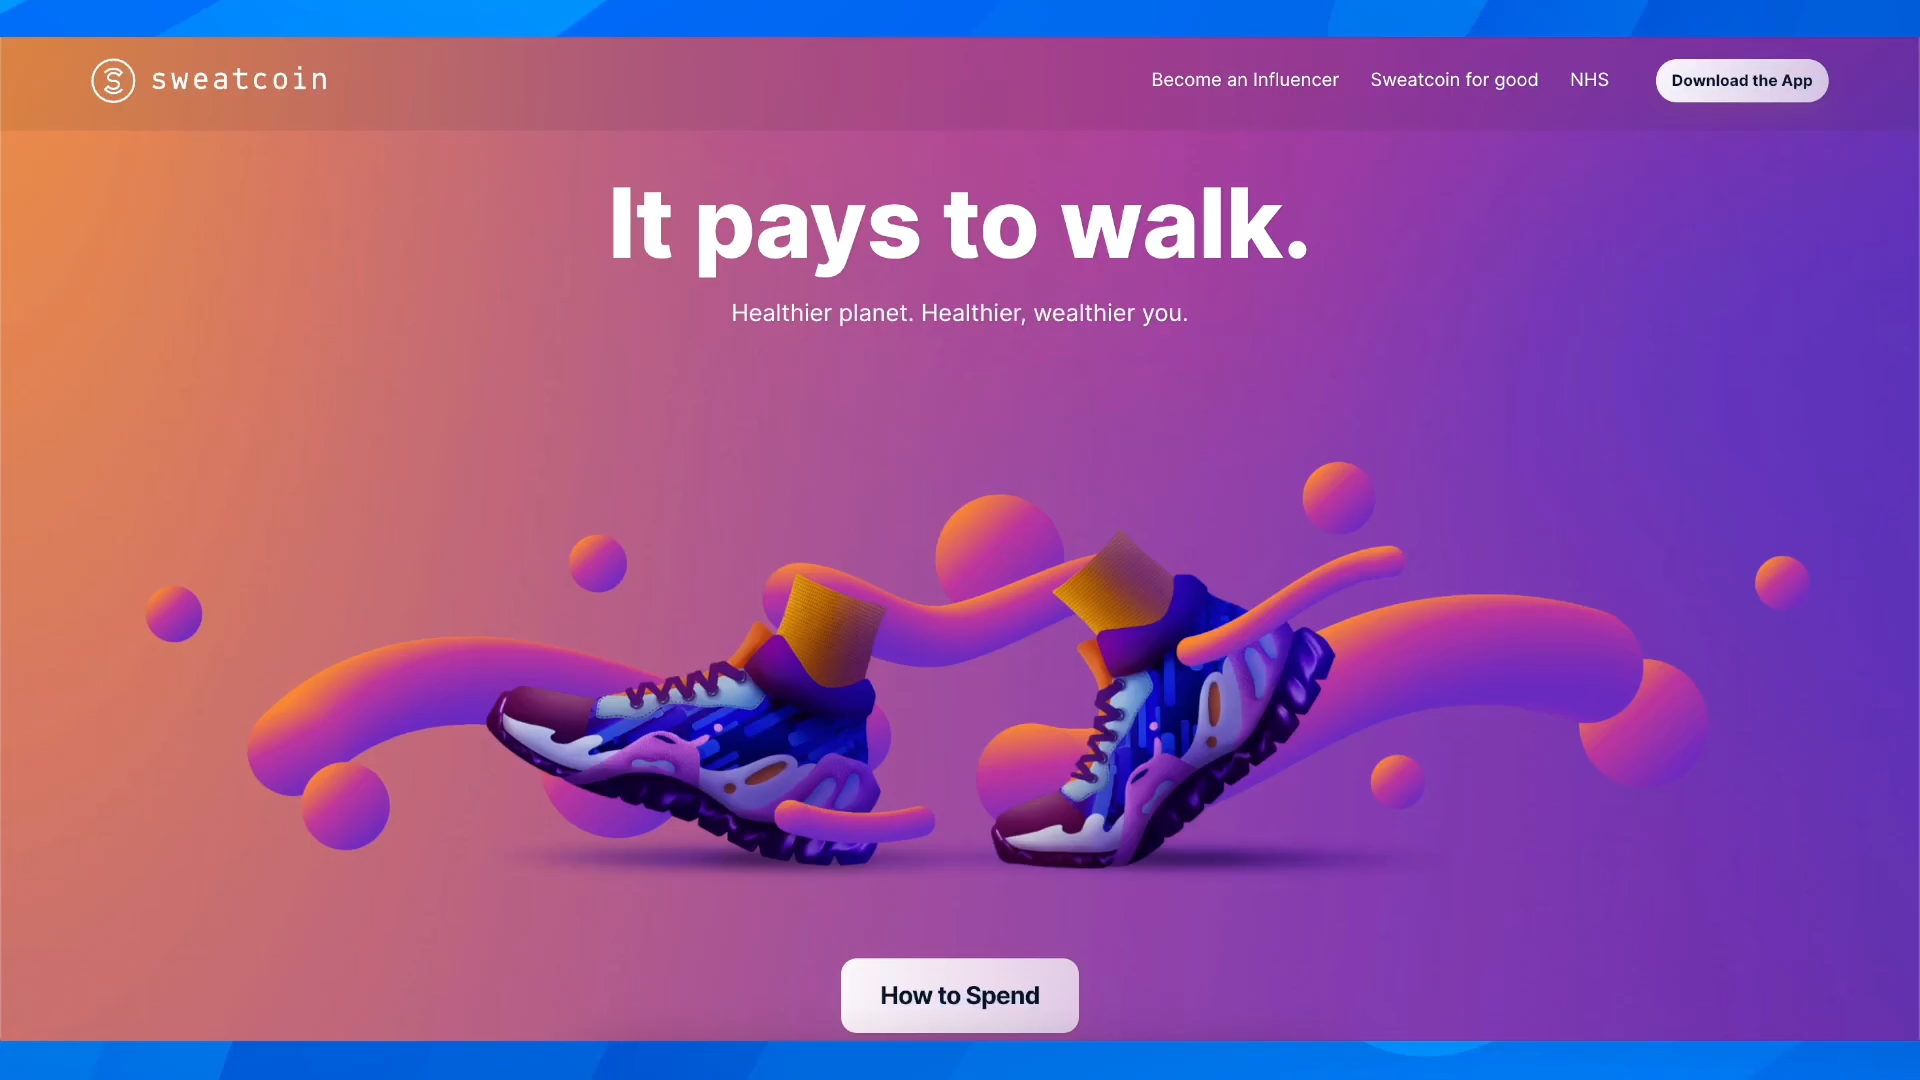 sweatcoin
Become an Influencer
Sweatcoin for good
NHS
Download the App
It pays to walk.
Healthier planet. Healthier, wealthier you.
How to Spend